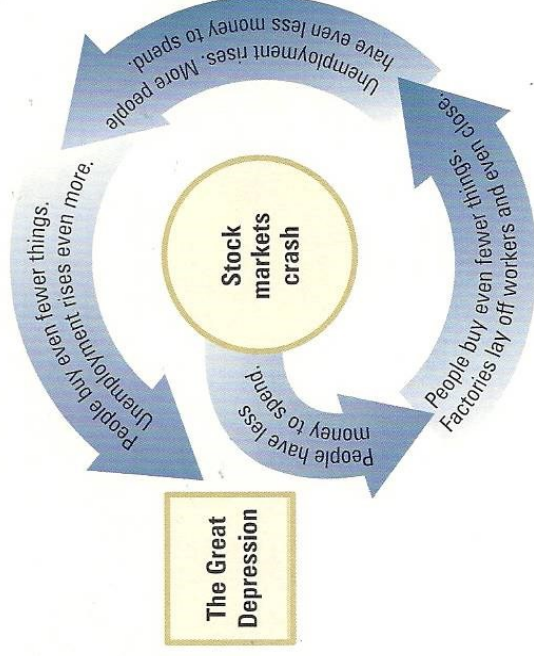 Stock
markets
crash
People have less
money to spend.
People buy even fewer things.
Factories lay off workers and even close.
Unemployment rises. More people
have even less money to spend.
People buy even fewer things.
Unemployment rises even more.
The Great
Depression